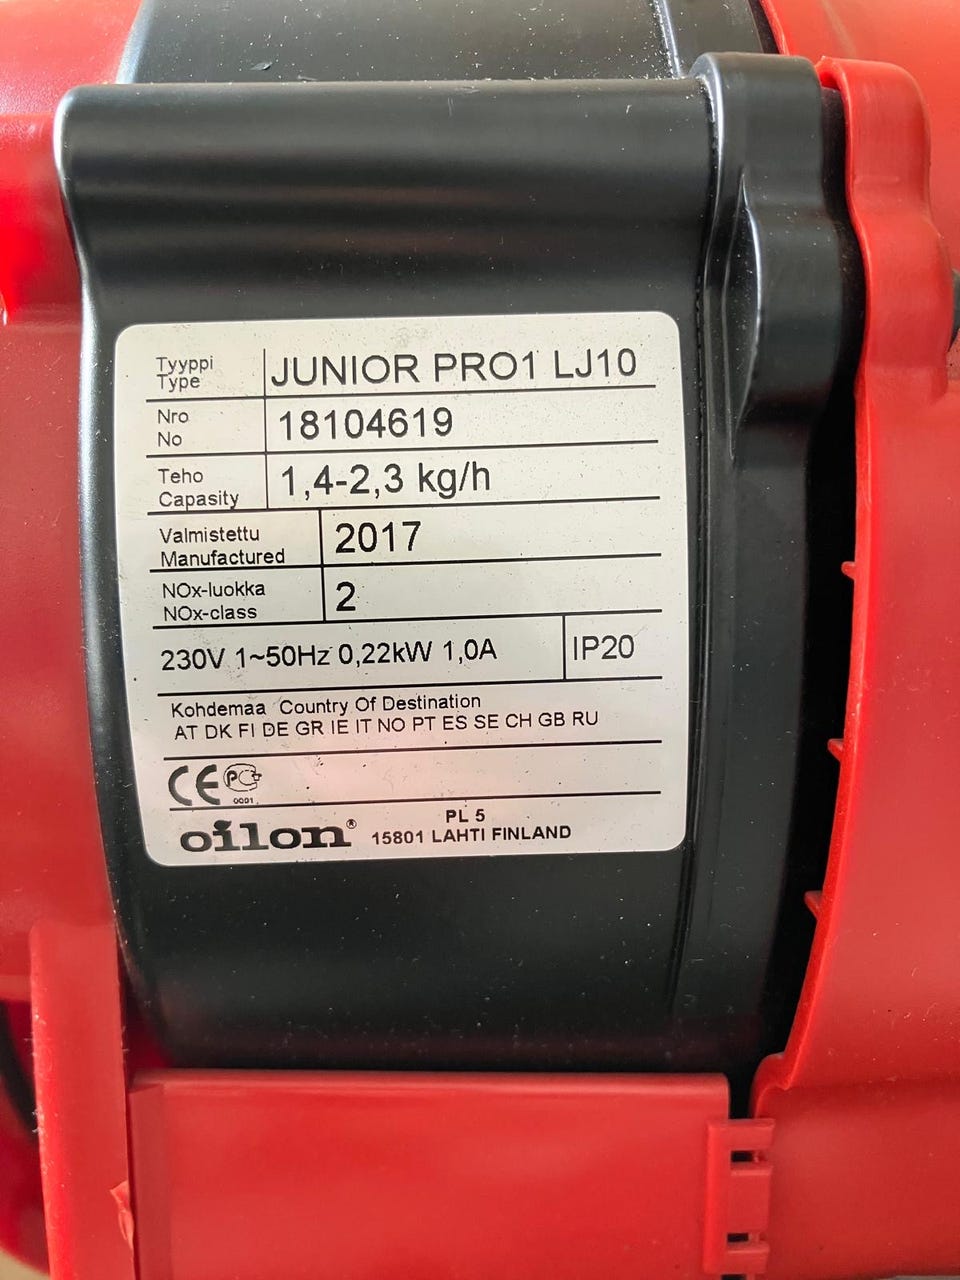 Tyyppi
Type
JUNIOR PRO1 LJ10
Nro
No
18104619
Teho
Capasity
1,4-2,3 kg/h
Valmistettu
Manufactured
2017
NOx-luokka
NOx-class
2
230V 1~50Hz 0,22kW 1,0A
IP20
Kohdemaa Country Of Destination
AT DK FI DE GR IE IT NO PT ES SE CH GB RU
CE PCT
0001
oilon®
PL 5
15801 LAHTI FINLAND